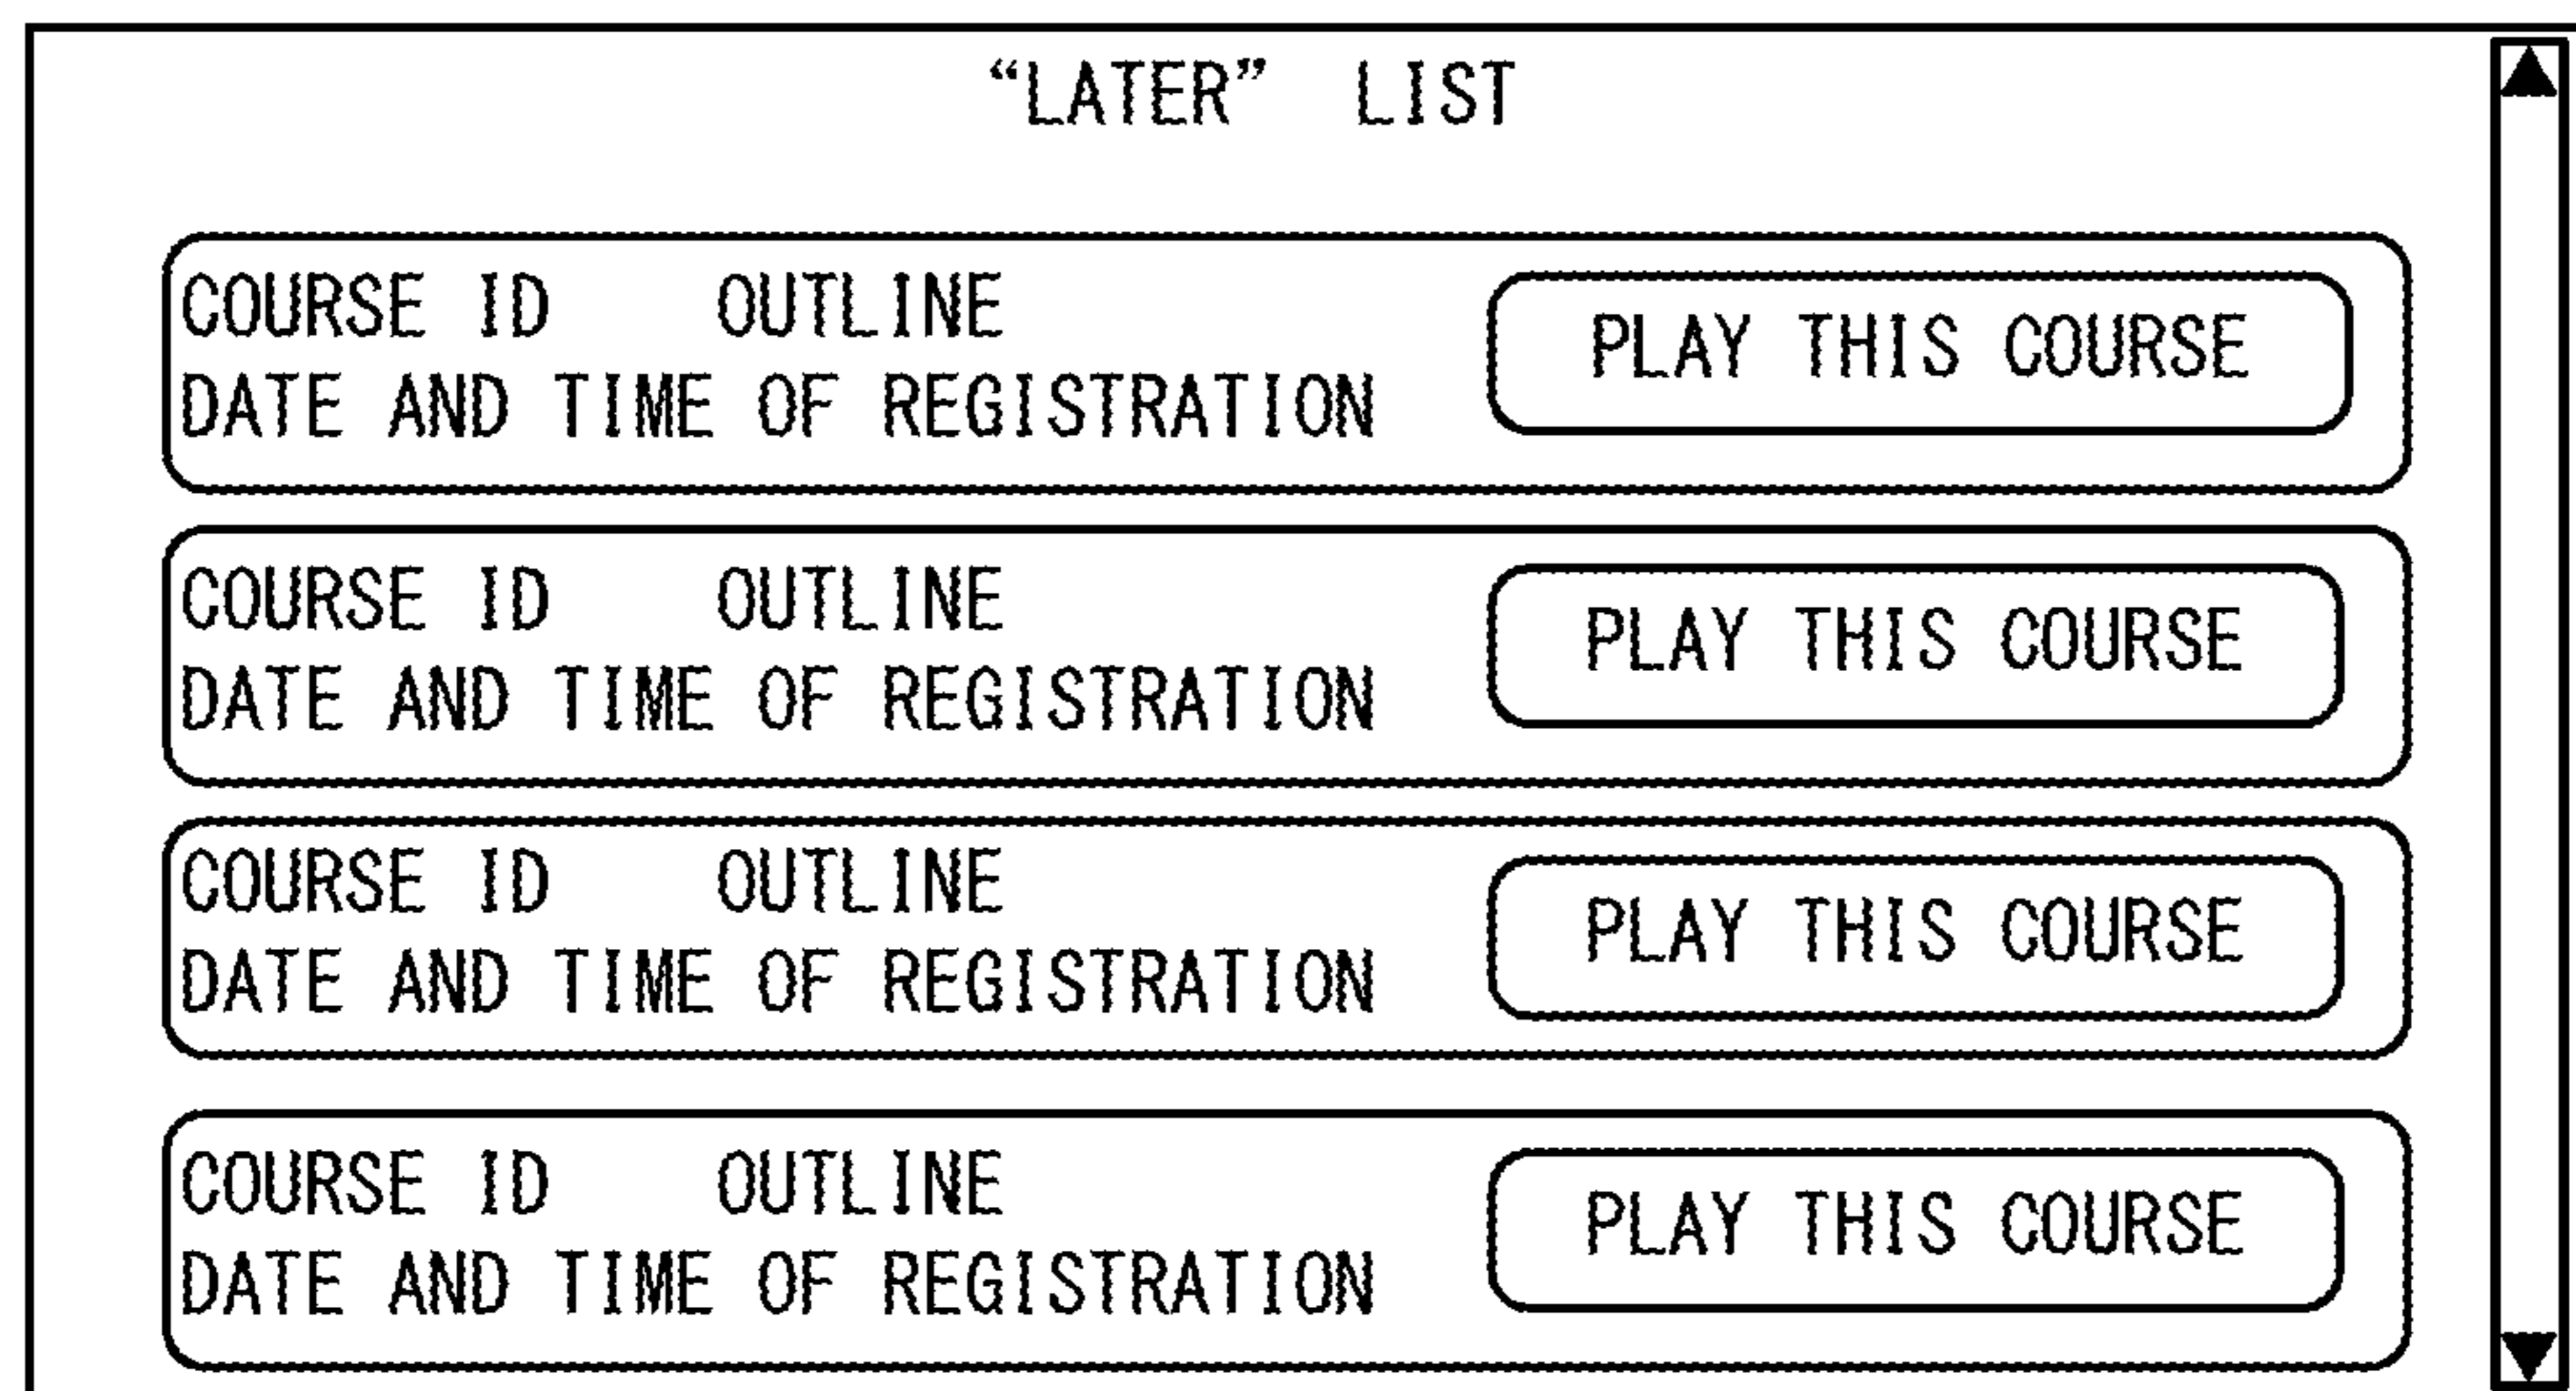 “LATER” LIST
COURSE ID OUTLINE
DATE AND TIME OF REGISTRATION
PLAY THIS COURSE
COURSE ID OUTLINE
DATE AND TIME OF REGISTRATION
PLAY THIS COURSE
COURSE ID OUTLINE
DATE AND TIME OF REGISTRATION
PLAY THIS COURSE
COURSE ID OUTLINE
DATE AND TIME OF REGISTRATION
PLAY THIS COURSE